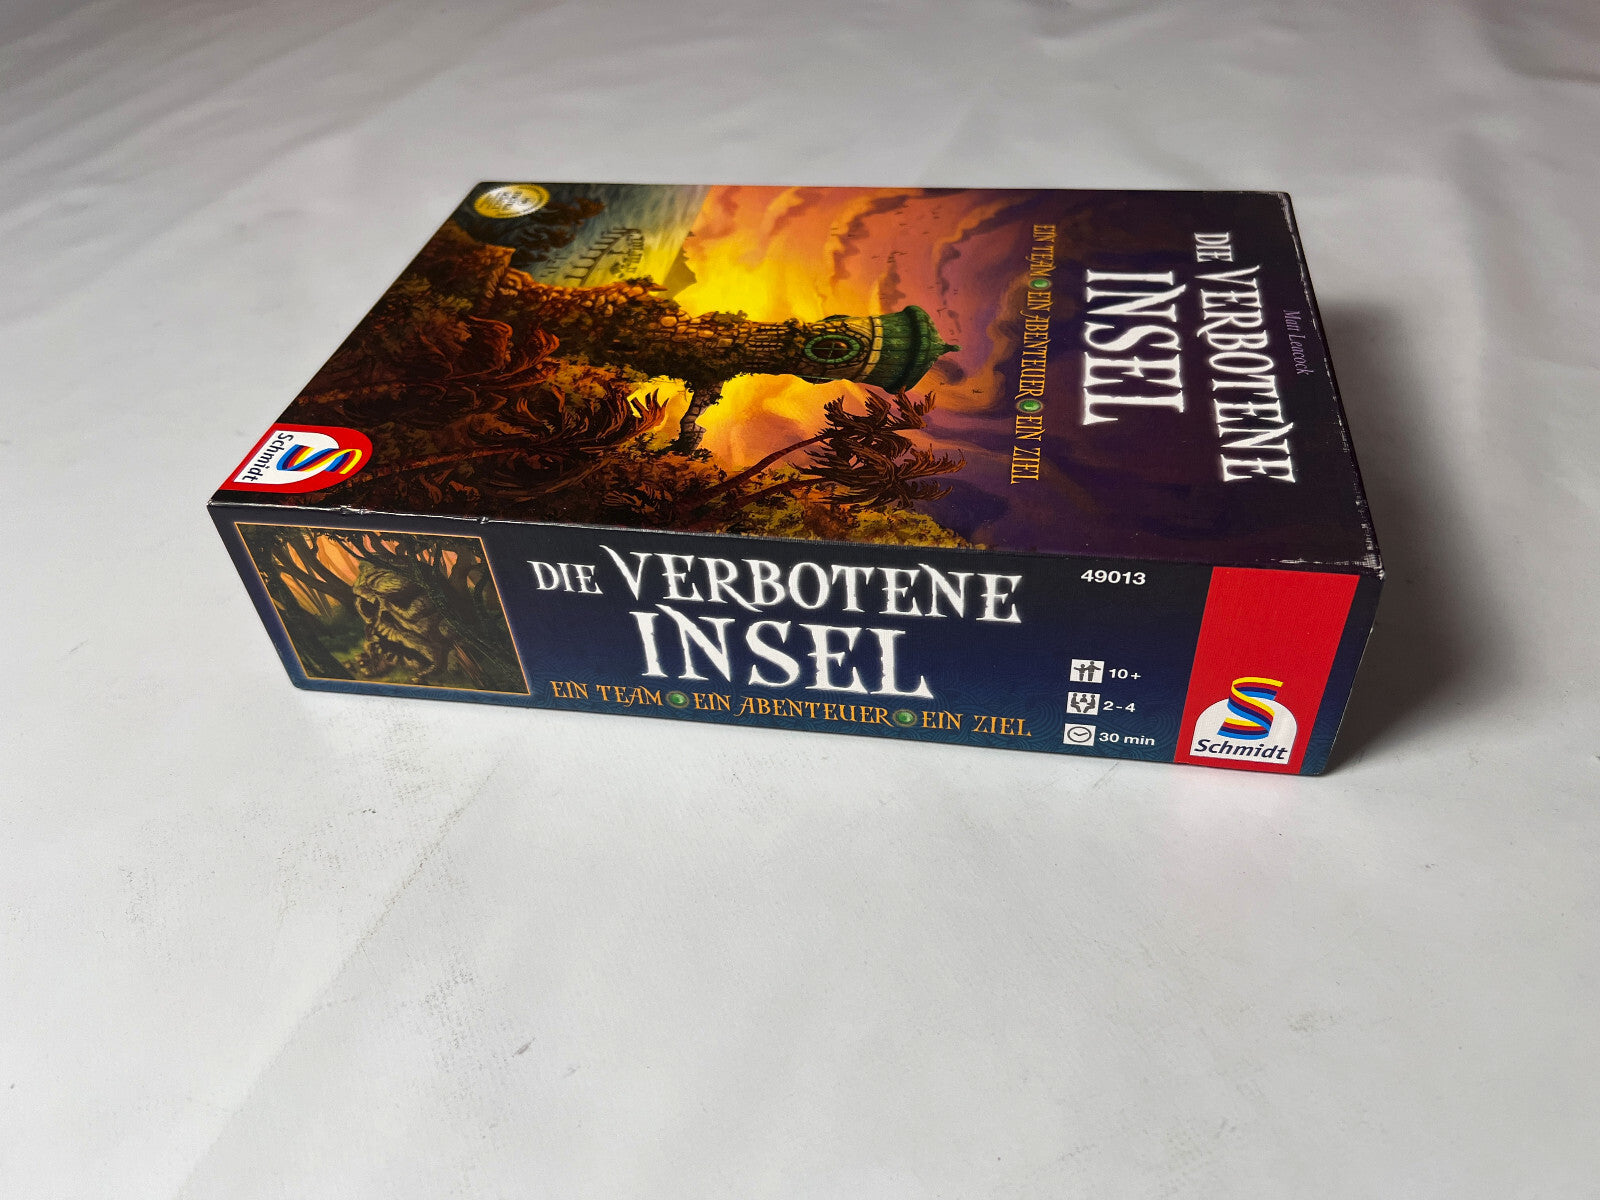 Matt Leacock
DIE VERBOTENE
INSEL
EIN TEAM EIN ABENTEUER EIN ZIEL
Schmidt
DIE VERBOTENE
INSEL
EIN TEAM EIN ABENTEUER EIN ZIEL
49013
10+
2-4
30 min
Schmidt